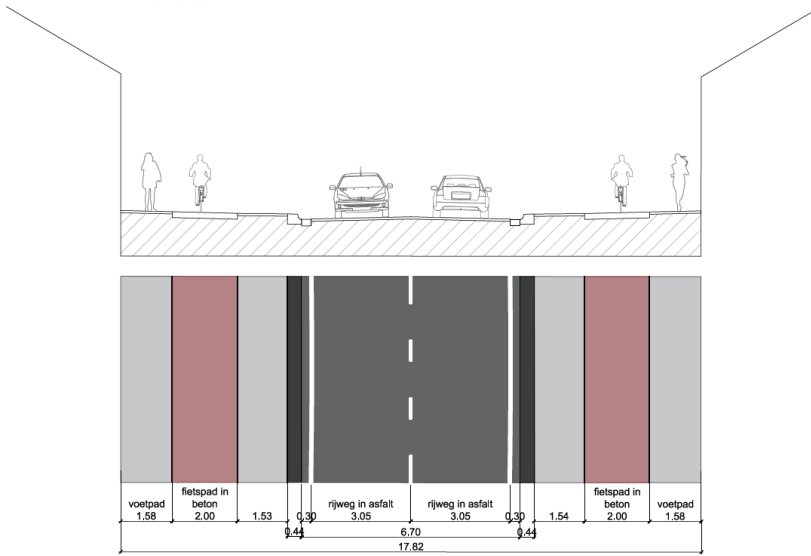 voetpad
1.58
fietspad in
beton
2.00
1.53
0.30
rijweg in asfalt
3.05
rijweg in asfalt
3.05
0.30
1.54
fietspad in
beton
2.00
voetpad
1.58
0.44
6.70
0.44
17.82